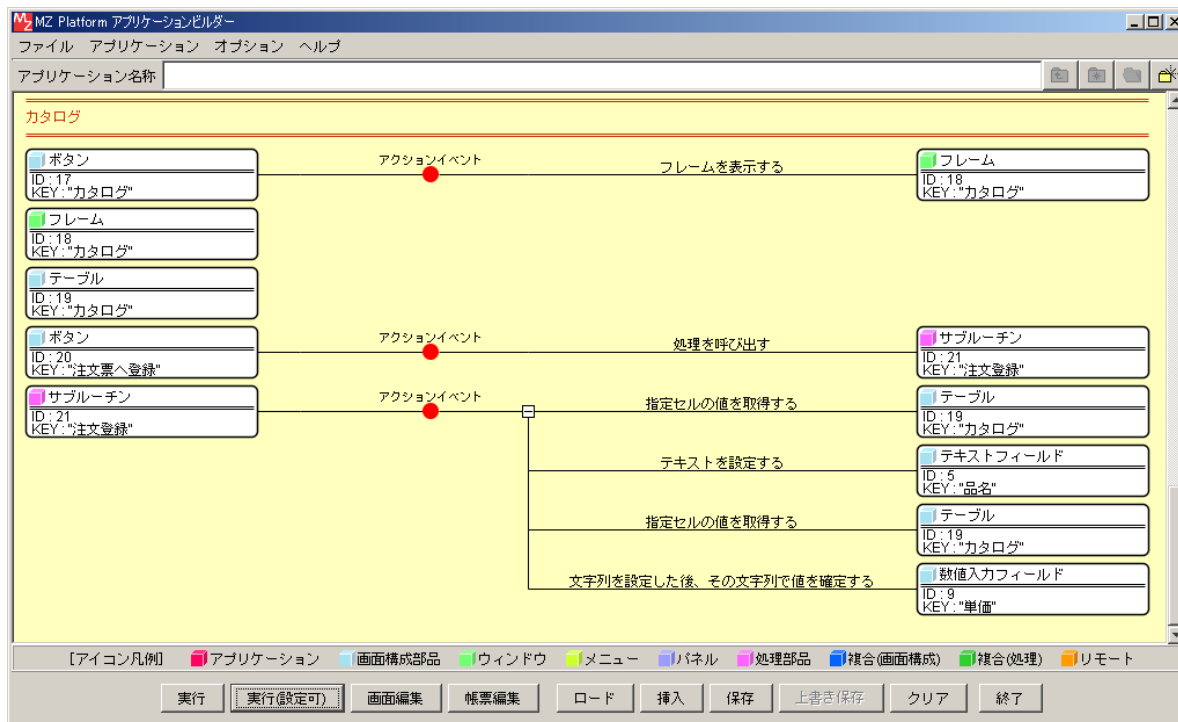 MZ Platform アプリケーションビルダー
ファイル アプリケーション オプション ヘルプ
アプリケーション名称
カタログ
ボタン
ID : 17
KEY : "カタログ"
アクションイベント
フレームを表示する
フレーム
ID : 18
KEY : "カタログ"
フレーム
ID : 18
KEY : "カタログ"
テーブル
ID : 19
KEY : "カタログ"
ボタン
ID : 20
KEY : "注文票へ登録"
アクションイベント
処理を呼び出す
サブルーチン
ID : 21
KEY : "注文登録"
サブルーチン
ID : 21
KEY : "注文登録"
アクションイベント
指定セルの値を取得する
テーブル
ID : 19
KEY : "カタログ"
テキストを設定する
テキストフィールド
ID : 5
KEY : "品名"
指定セルの値を取得する
テーブル
ID : 19
KEY : "カタログ"
文字列を設定した後、その文字列で値を確定する
数値入力フィールド
ID : 9
KEY : "単価"
[アイコン凡例] アプリケーション 画面構成部品 ウィンドウ メニュー パネル 処理部品 複合(画面構成) 複合(処理) リモート
実行 実行(設定可) 画面編集 帳票編集 ロード 挿入 保存 上書き保存 クリア 終了